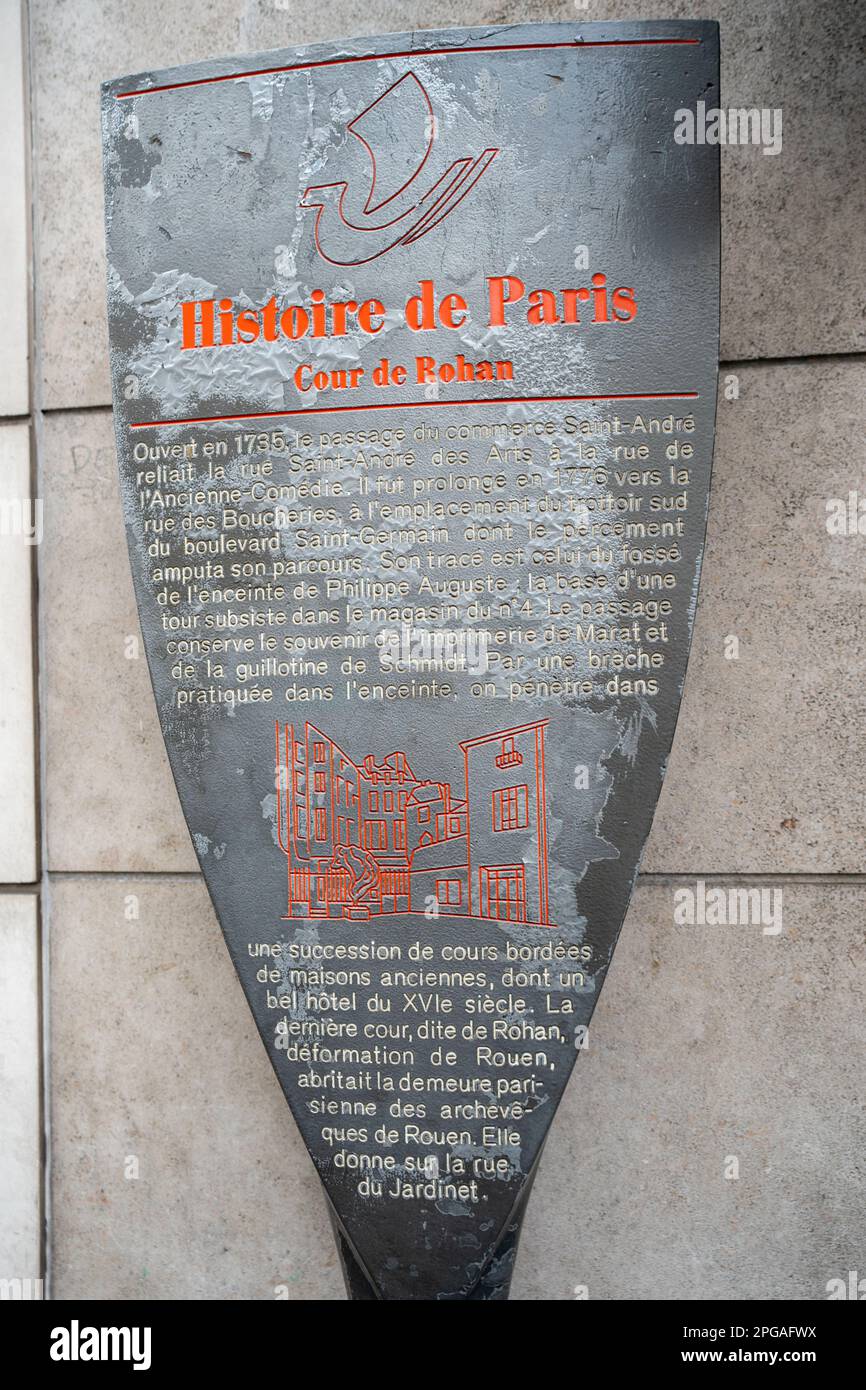 Histoire de Paris
Cour de Rohan
Ouvert en 1735, le passage du commerce Saint-André
reliait la rue Saint-André des Arts à la rue de
l'Ancienne-Comédie. Il fut prolongé en 1776 vers la
rue des Boucheries, à l'emplacement du trottoir sud
du boulevard Saint-Germain dont le percement
amputa son parcours. Son tracé est celui du fossé
de l'enceinte de Philippe Auguste : la base d'une
tour subsiste dans le magasin du n°4. Le passage
conserve le souvenir de l'imprimerie de Marat et
de la guillotine de Schmidt. Par une brèche
pratiquée dans l'enceinte, on pénètre dans
une succession de cours bordées
de maisons anciennes, dont un
bel hôtel du XVIe siècle. La
dernière cour, dite de Rohan,
déformation de Rouen,
abritait la demeure pari-
sienne des archevê-
ques de Rouen. Elle
donne sur la rue
du Jardinet.
alamy
Image ID: 2PGAFWX
www.alamy.com